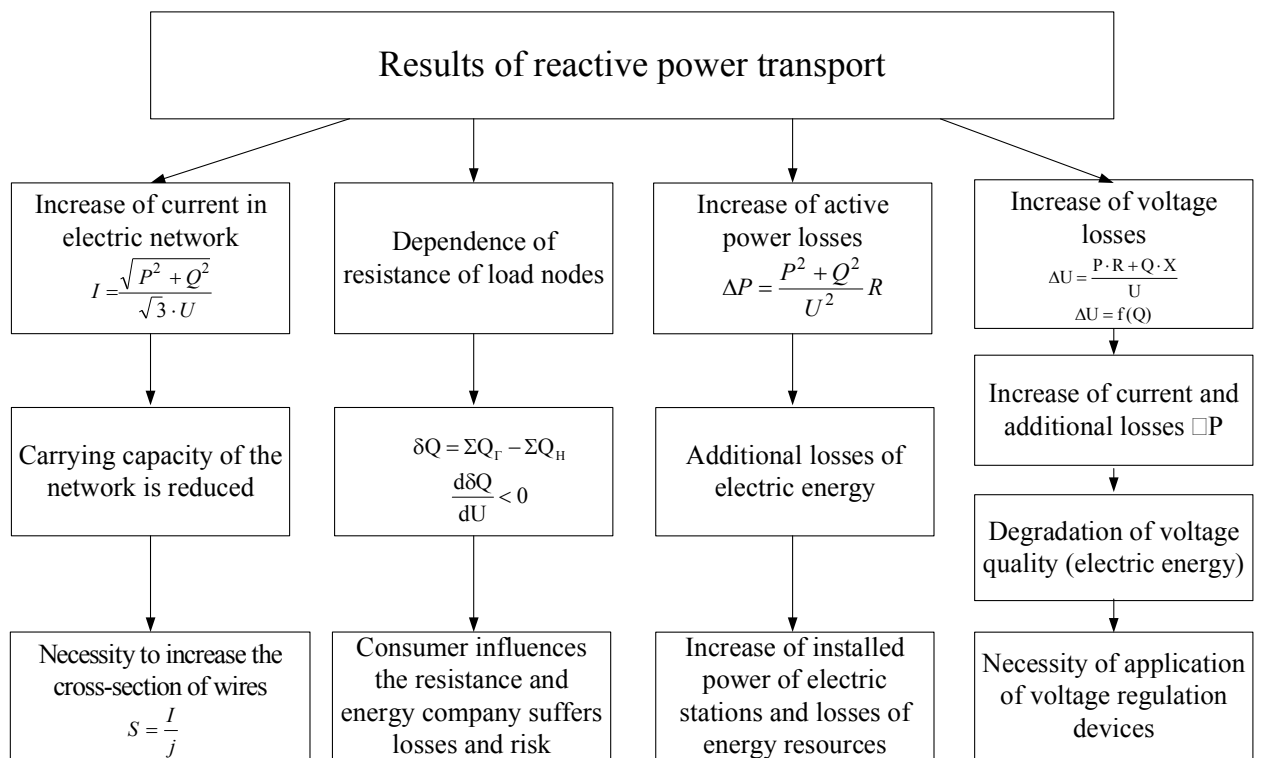 Results of reactive power transport
Increase of current in
electric network
I = √(P² + Q²) / (√3 · U)
Carrying capacity of the
network is reduced
Necessity to increase the
cross-section of wires
S = I / j
Dependence of
resistance of load nodes
δQ = ΣQ_Г − ΣQ_Н
dδQ / dU < 0
Consumer influences
the resistance and
energy company suffers
losses and risk
Increase of active
power losses
ΔP = (P² + Q²) / U² R
Additional losses of
electric energy
Increase of installed
power of electric
stations and losses of
energy resources
Increase of voltage
losses
ΔU = (P · R + Q · X) / U
ΔU = f (Q)
Increase of current and
additional losses □P
Degradation of voltage
quality (electric energy)
Necessity of application
of voltage regulation
devices